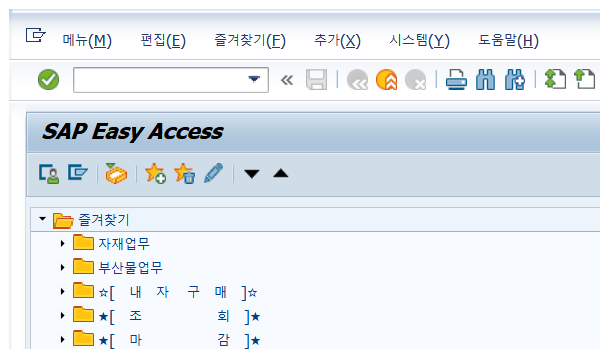 메뉴(M) 편집(E) 즐겨찾기(F) 추가(X) 시스템(Y) 도움말(H)
SAP Easy Access
즐겨찾기
자재업무
부산물업무
☆[ 내 자 구 매 ]☆
★[ 조 회 ]★
★[ 마 감 ]★